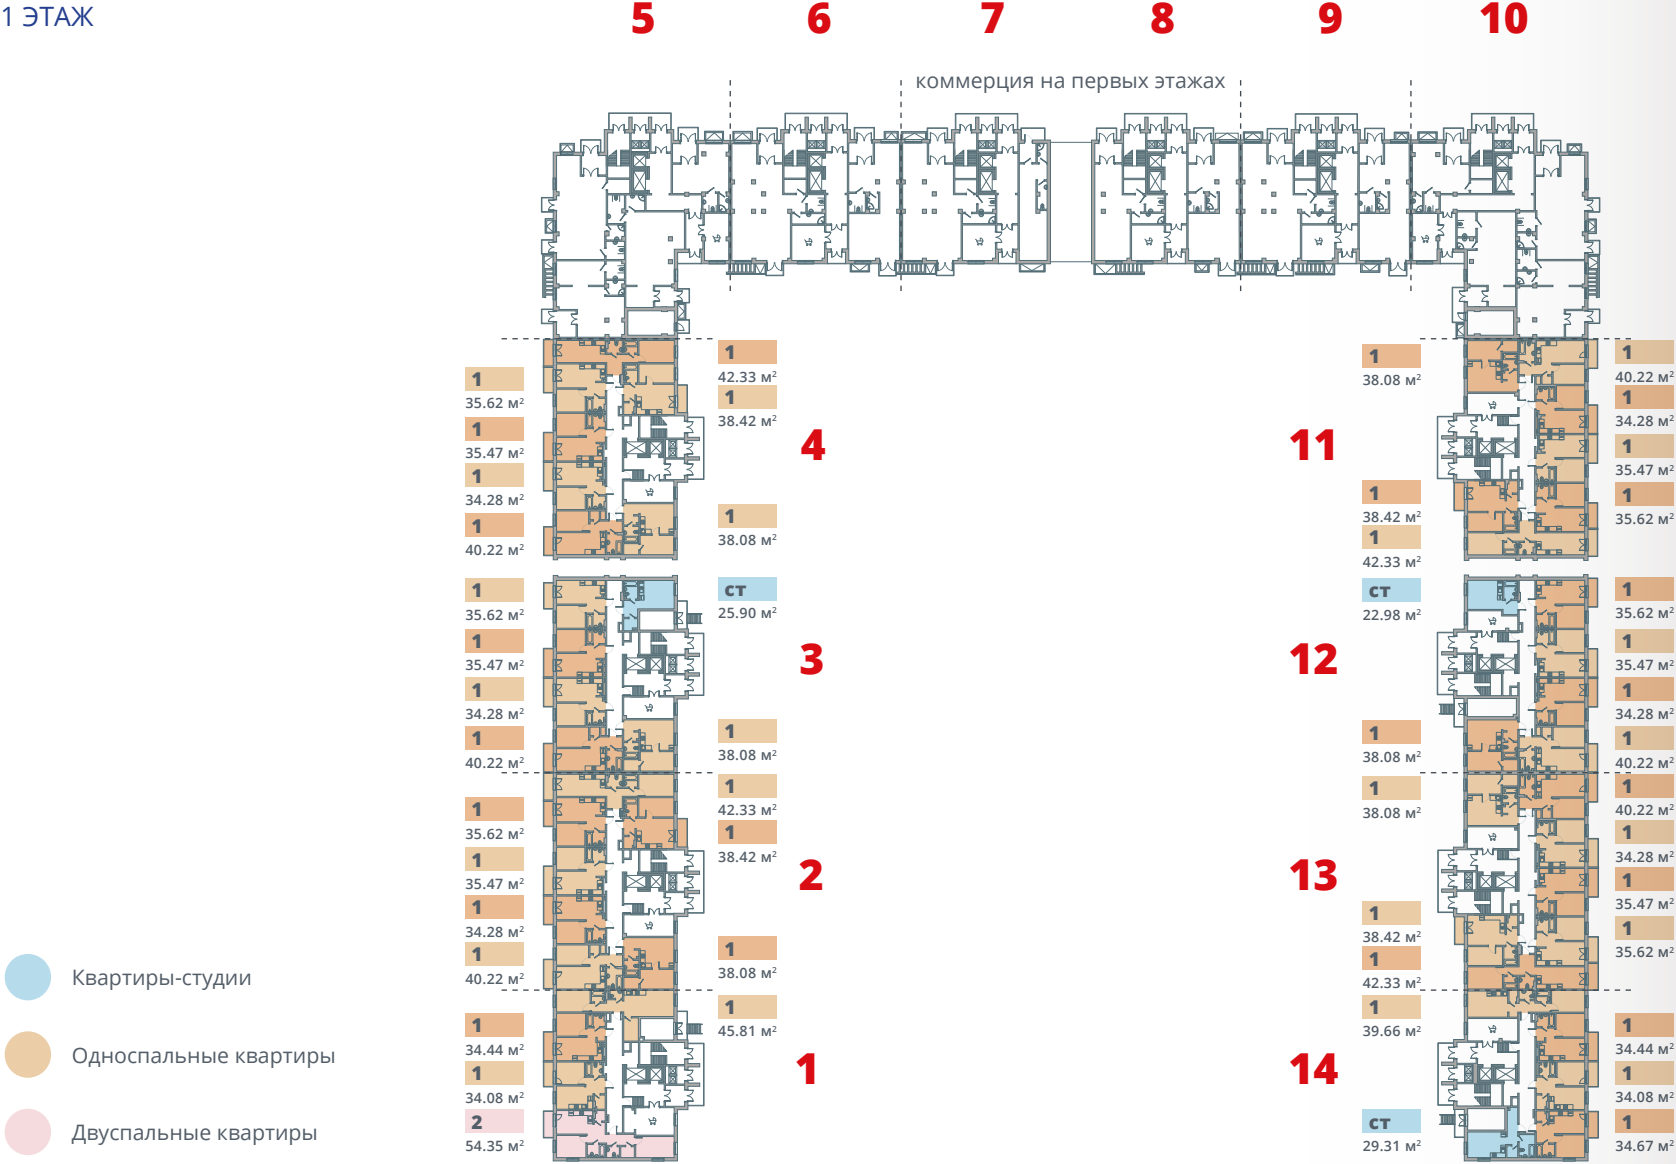 1 ЭТАЖ
5 6 7 8 9 10
коммерция на первых этажах
1
42.33 м²
1
35.62 м²
1
38.42 м²
1
35.47 м²
4
1
34.28 м²
1
38.08 м²
1
40.22 м²
1
38.08 м²
1
40.22 м²
1
34.28 м²
11
1
35.47 м²
1
38.42 м²
1
35.62 м²
1
42.33 м²
1
35.62 м²
ст
25.90 м²
1
35.47 м²
3
1
34.28 м²
1
38.08 м²
1
40.22 м²
ст
22.98 м²
1
35.62 м²
1
35.47 м²
12
1
34.28 м²
1
38.08 м²
1
40.22 м²
1
42.33 м²
1
35.62 м²
1
38.42 м²
1
35.47 м²
2
1
34.28 м²
1
38.08 м²
1
40.22 м²
1
38.08 м²
1
40.22 м²
1
34.28 м²
13
1
35.47 м²
1
38.42 м²
1
35.62 м²
1
42.33 м²
1
45.81 м²
1
34.44 м²
1
1
34.08 м²
2
54.35 м²
1
39.66 м²
1
34.44 м²
14
1
34.08 м²
ст
29.31 м²
1
34.67 м²
Квартиры-студии
Односпальные квартиры
Двуспальные квартиры